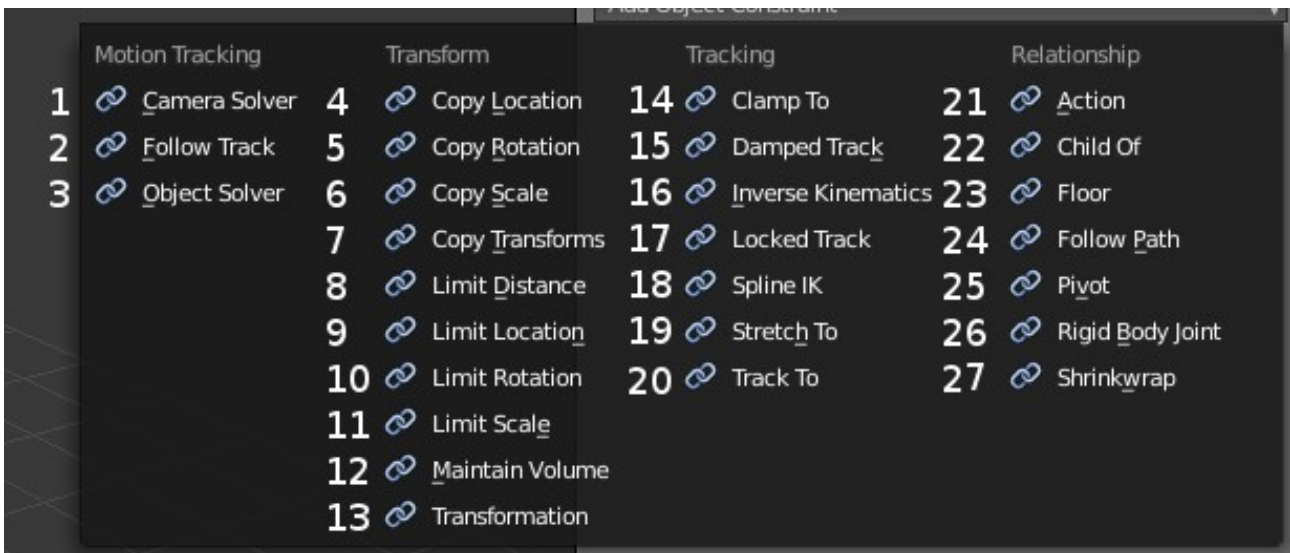 Add Object Constraint
Motion Tracking
1 Camera Solver
2 Follow Track
3 Object Solver
Transform
4 Copy Location
5 Copy Rotation
6 Copy Scale
7 Copy Transforms
8 Limit Distance
9 Limit Location
10 Limit Rotation
11 Limit Scale
12 Maintain Volume
13 Transformation
Tracking
14 Clamp To
15 Damped Track
16 Inverse Kinematics
17 Locked Track
18 Spline IK
19 Stretch To
20 Track To
Relationship
21 Action
22 Child Of
23 Floor
24 Follow Path
25 Pivot
26 Rigid Body Joint
27 Shrinkwrap